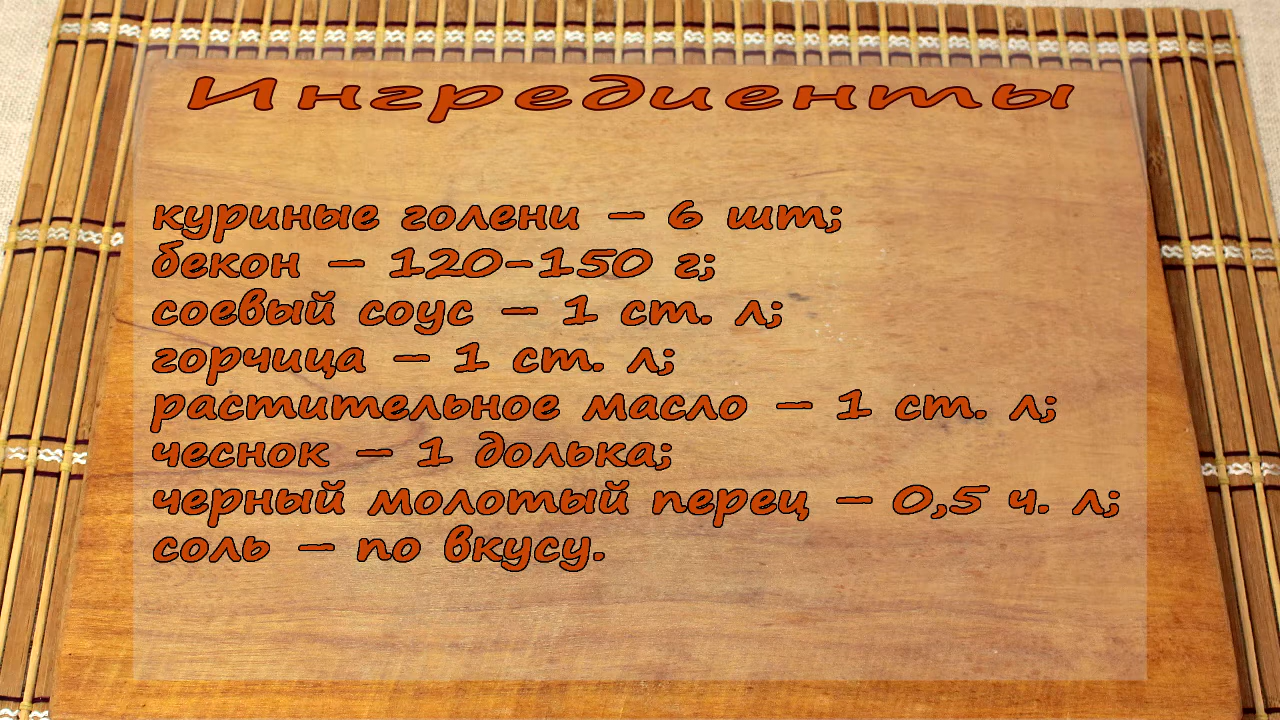 Ингредиенты
куриные голени – 6 шт;
бекон – 120-150 г;
соевый соус – 1 ст. л;
горчица – 1 ст. л;
растительное масло – 1 ст. л;
чеснок – 1 долька;
черный молотый перец – 0,5 ч. л;
соль – по вкусу.